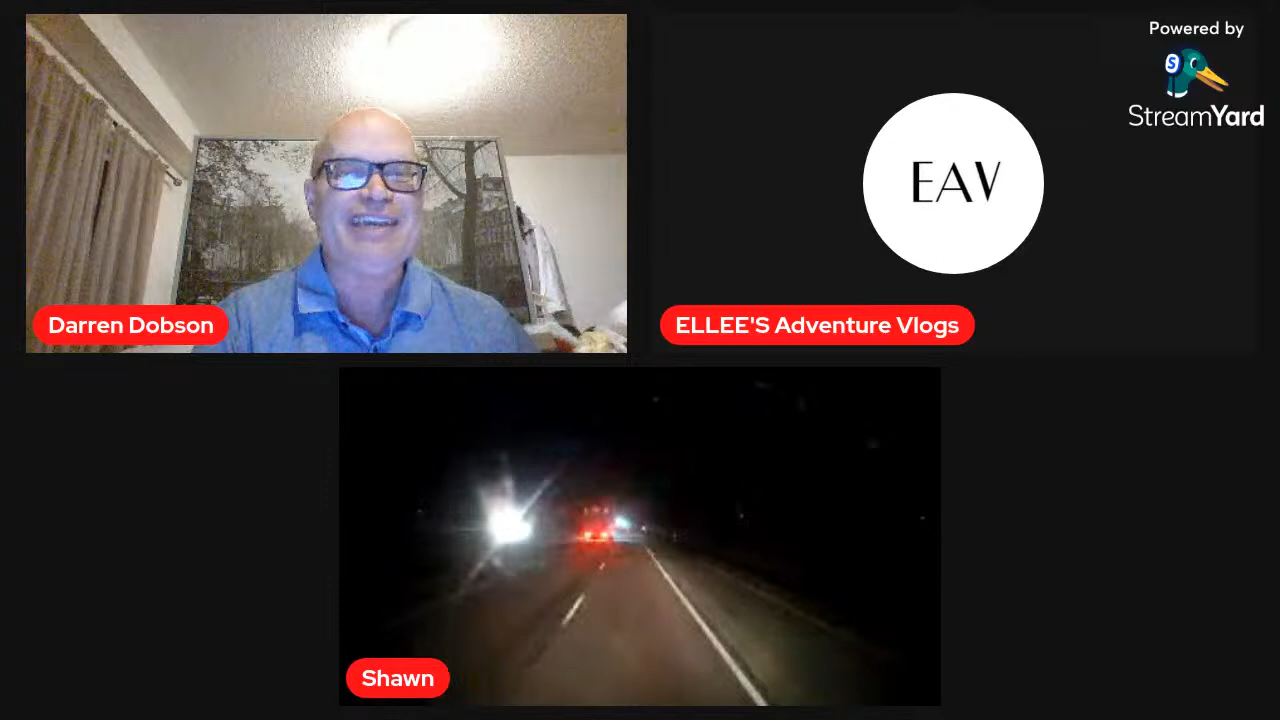 Powered by
S
StreamYard
EAV
Darren Dobson
ELLEE'S Adventure Vlogs
Shawn